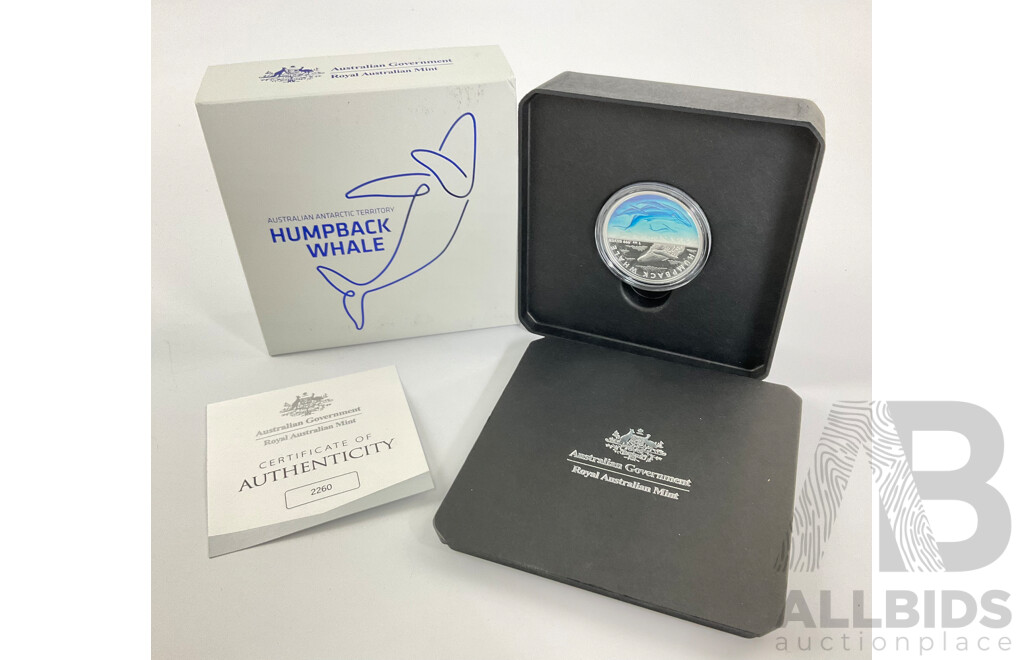 Australian Government
Royal Australian Mint
AUSTRALIAN ANTARCTIC TERRITORY
HUMPBACK
WHALE
HUMPBACK WHALE
Australian Government
Royal Australian Mint
CERTIFICATE OF
AUTHENTICITY
2260
Australian Government
Royal Australian Mint
AB
ALLBIDS
auctionplace